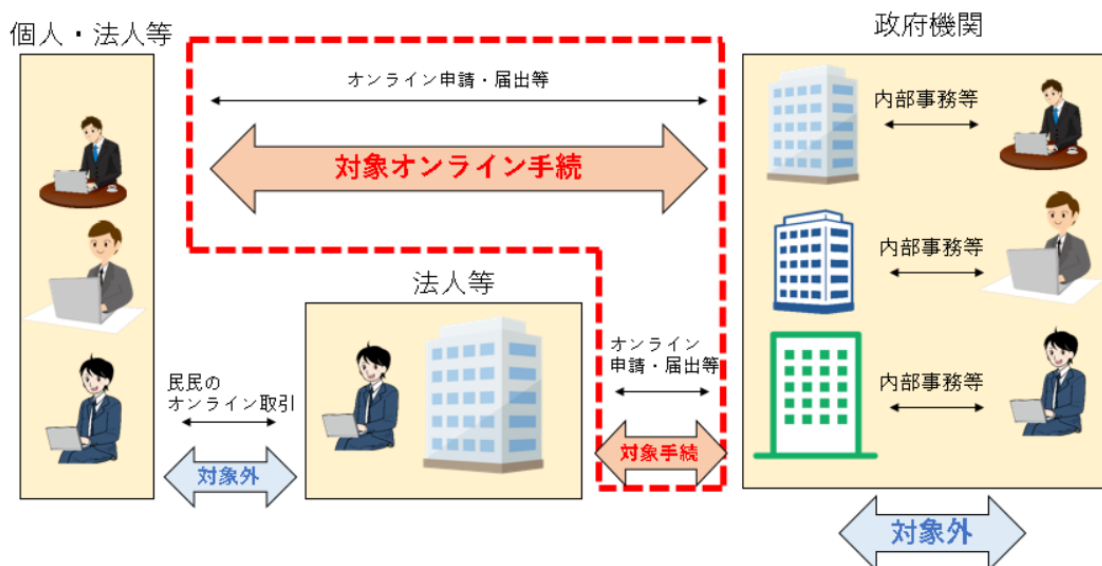 個人・法人等
政府機関
オンライン申請・届出等
対象オンライン手続
内部事務等
内部事務等
法人等
オンライン
申請・届出等
民民の
オンライン取引
内部事務等
対象外
対象手続
対象外